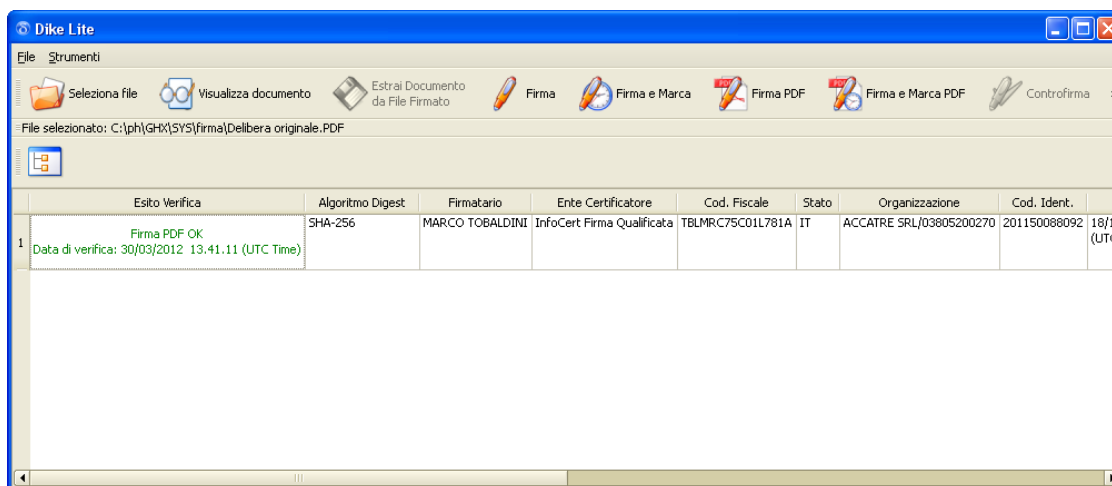 Dike Lite
File Strumenti
Seleziona file Visualizza documento Estrai Documento da File Firmato Firma Firma e Marca Firma PDF Firma e Marca PDF Controfirma
File selezionato: C:\ph\GHX\SYS\firma\Delibera originale.PDF
Esito Verifica Algoritmo Digest Firmatario Ente Certificatore Cod. Fiscale Stato Organizzazione Cod. Ident.
1 Firma PDF OK SHA-256 MARCO TOBALDINI InfoCert Firma Qualificata TBLMRC75C01L781A IT ACCATRE SRL/03805200270 201150088092 18/1
Data di verifica: 30/03/2012 13.41.11 (UTC Time) (UT